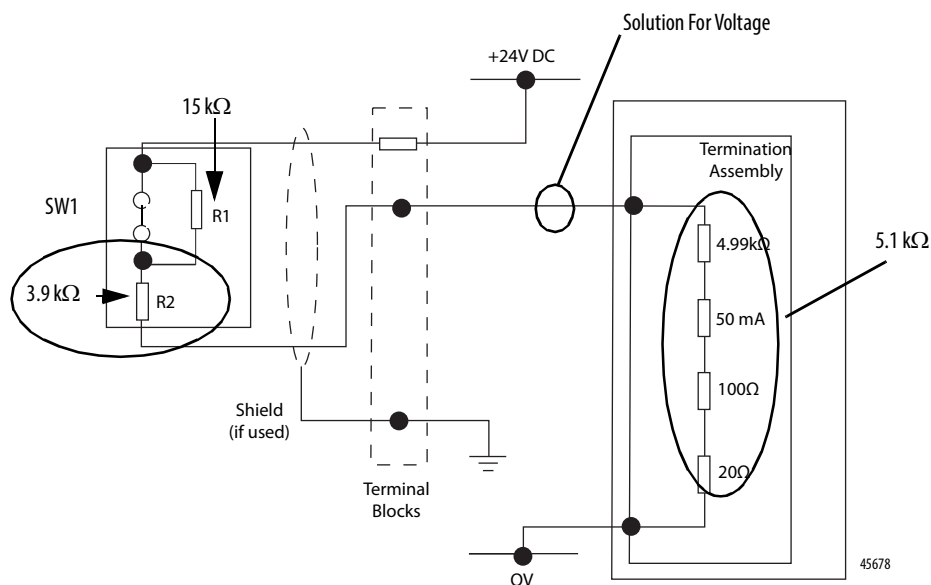 Solution For Voltage
+24V DC
15 kΩ
Termination
Assembly
SW1
R1
4.99kΩ
5.1 kΩ
3.9 kΩ
R2
50 mA
100Ω
Shield
(if used)
20Ω
Terminal
Blocks
OV
45678